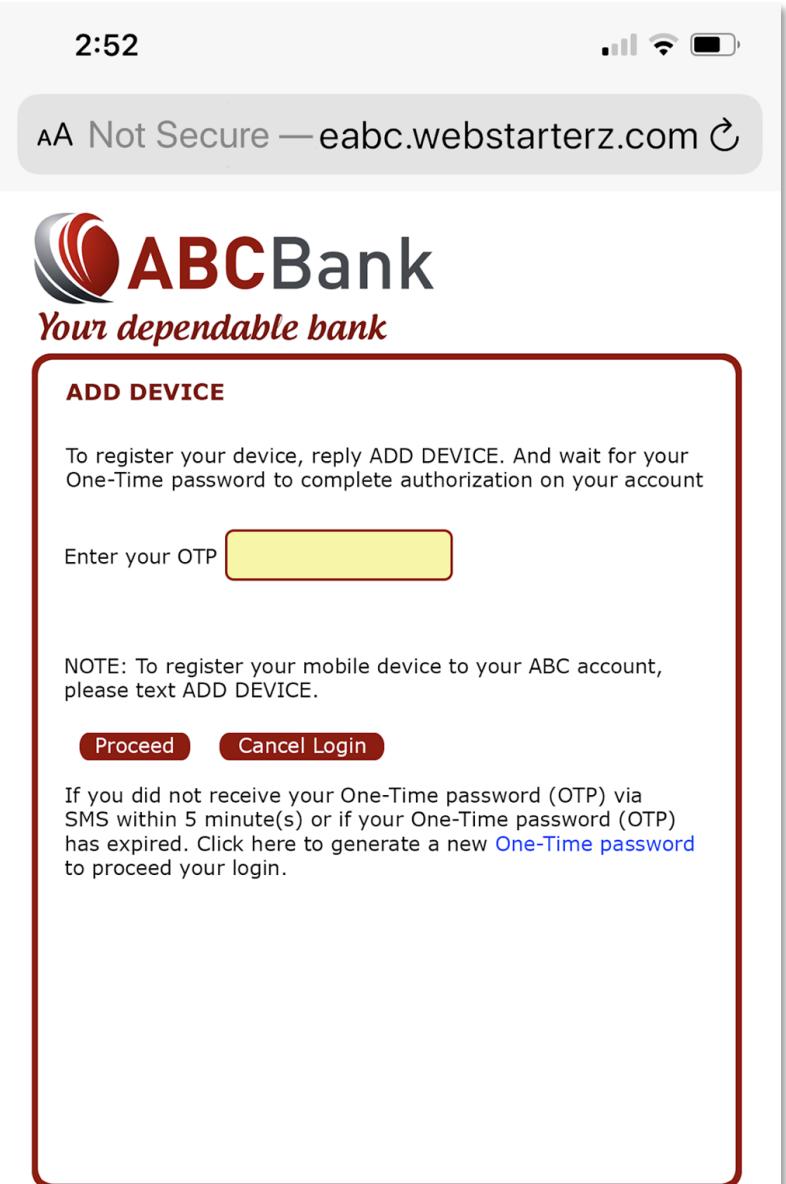 2:52
AA Not Secure — eabc.webstarterz.com
ABCBank
Your dependable bank
ADD DEVICE
To register your device, reply ADD DEVICE. And wait for your
One-Time password to complete authorization on your account
Enter your OTP
NOTE: To register your mobile device to your ABC account,
please text ADD DEVICE.
Proceed Cancel Login
If you did not receive your One-Time password (OTP) via
SMS within 5 minute(s) or if your One-Time password (OTP)
has expired. Click here to generate a new One-Time password
to proceed your login.